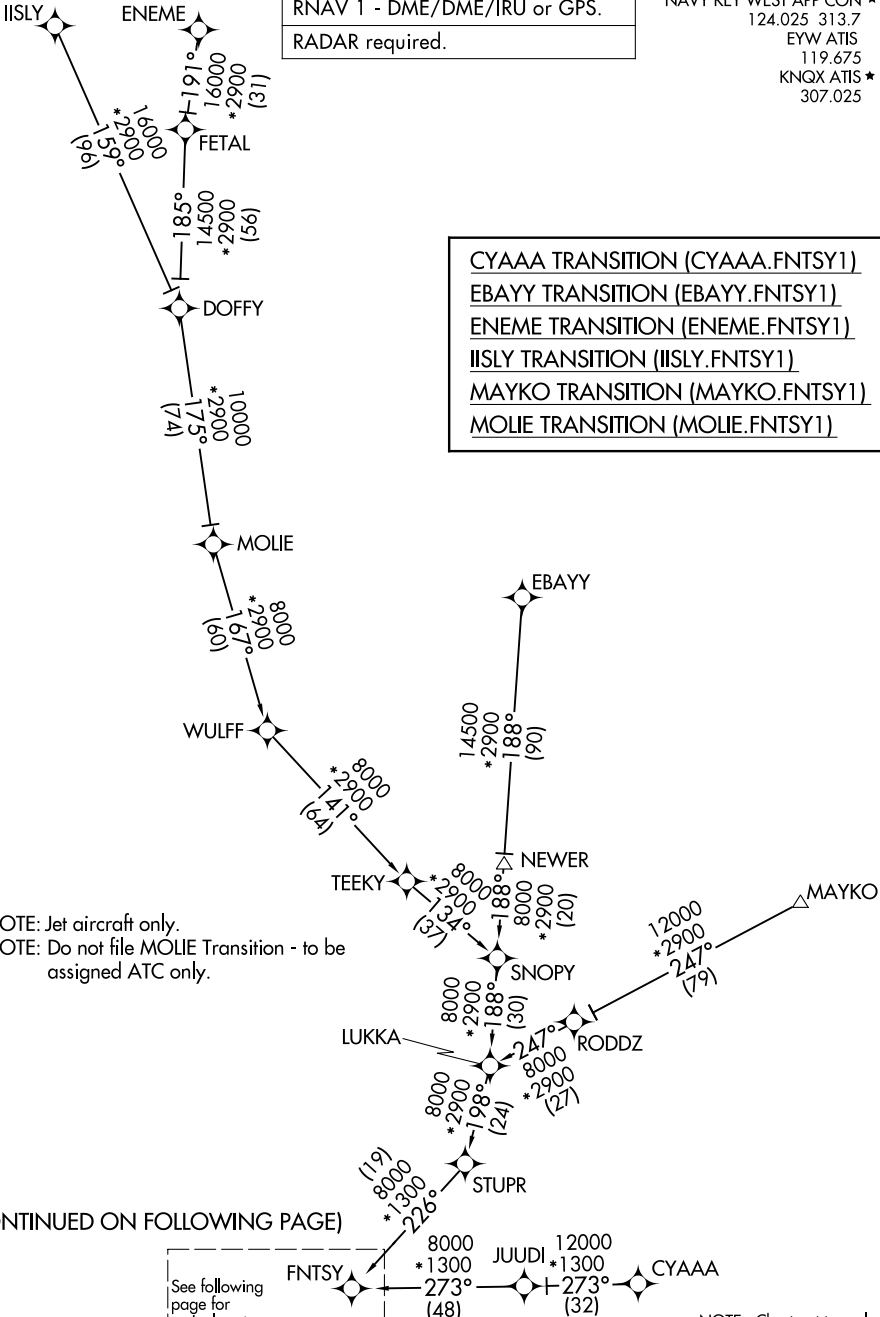 IISLY
ENEME
RNAV 1 - DME/DME/IRU or GPS.
RADAR required.
NAVY KEY WEST APP CON ★
124.025 313.7
EYW ATIS
119.675
KNQX ATIS ★
307.025
191°
16000
*2900
(31)
FETAL
16000
*2900
159°
(96)
185°
14500
*2900
(56)
DOFFY
CYAAA TRANSITION (CYAAA.FNTSY1)
EBAYY TRANSITION (EBAYY.FNTSY1)
ENEME TRANSITION (ENEME.FNTSY1)
IISLY TRANSITION (IISLY.FNTSY1)
MAYKO TRANSITION (MAYKO.FNTSY1)
MOLIE TRANSITION (MOLIE.FNTSY1)
10000
*2900
175°
(74)
MOLIE
8000
*2900
167°
(60)
EBAYY
WULFF
14500
*2900
188°
(90)
8000
*2900
141°
(64)
NEWER
TEEKY
8000
*2900
134°
(37)
188°
8000
*2900
(20)
MAYKO
12000
*2900
247°
(79)
OTE: Jet aircraft only.
OTE: Do not file MOLIE Transition - to be
assigned ATC only.
SNOPY
8000
*2900
188°
(30)
LUKKA
RODDZ
247°
8000
*2900
(27)
8000
*2900
198°
(24)
STUPR
(19)
8000
*1300
226°
NTINUED ON FOLLOWING PAGE)
See following
page for
FNTSY
8000
*1300
273°
(48)
JUUDI
12000
*1300
273°
(32)
CYAAA